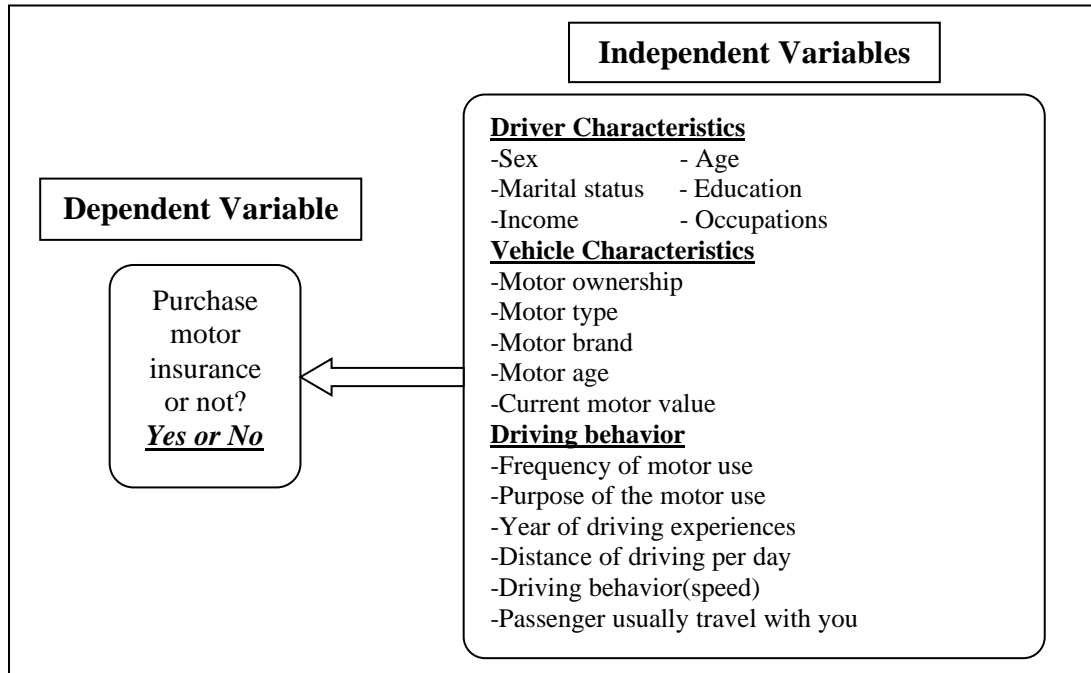 Independent Variables
Driver Characteristics
-Sex - Age
-Marital status - Education
-Income - Occupations
Vehicle Characteristics
-Motor ownership
-Motor type
-Motor brand
-Motor age
-Current motor value
Driving behavior
-Frequency of motor use
-Purpose of the motor use
-Year of driving experiences
-Distance of driving per day
-Driving behavior(speed)
-Passenger usually travel with you
Dependent Variable
Purchase
motor
insurance
or not?
Yes or No